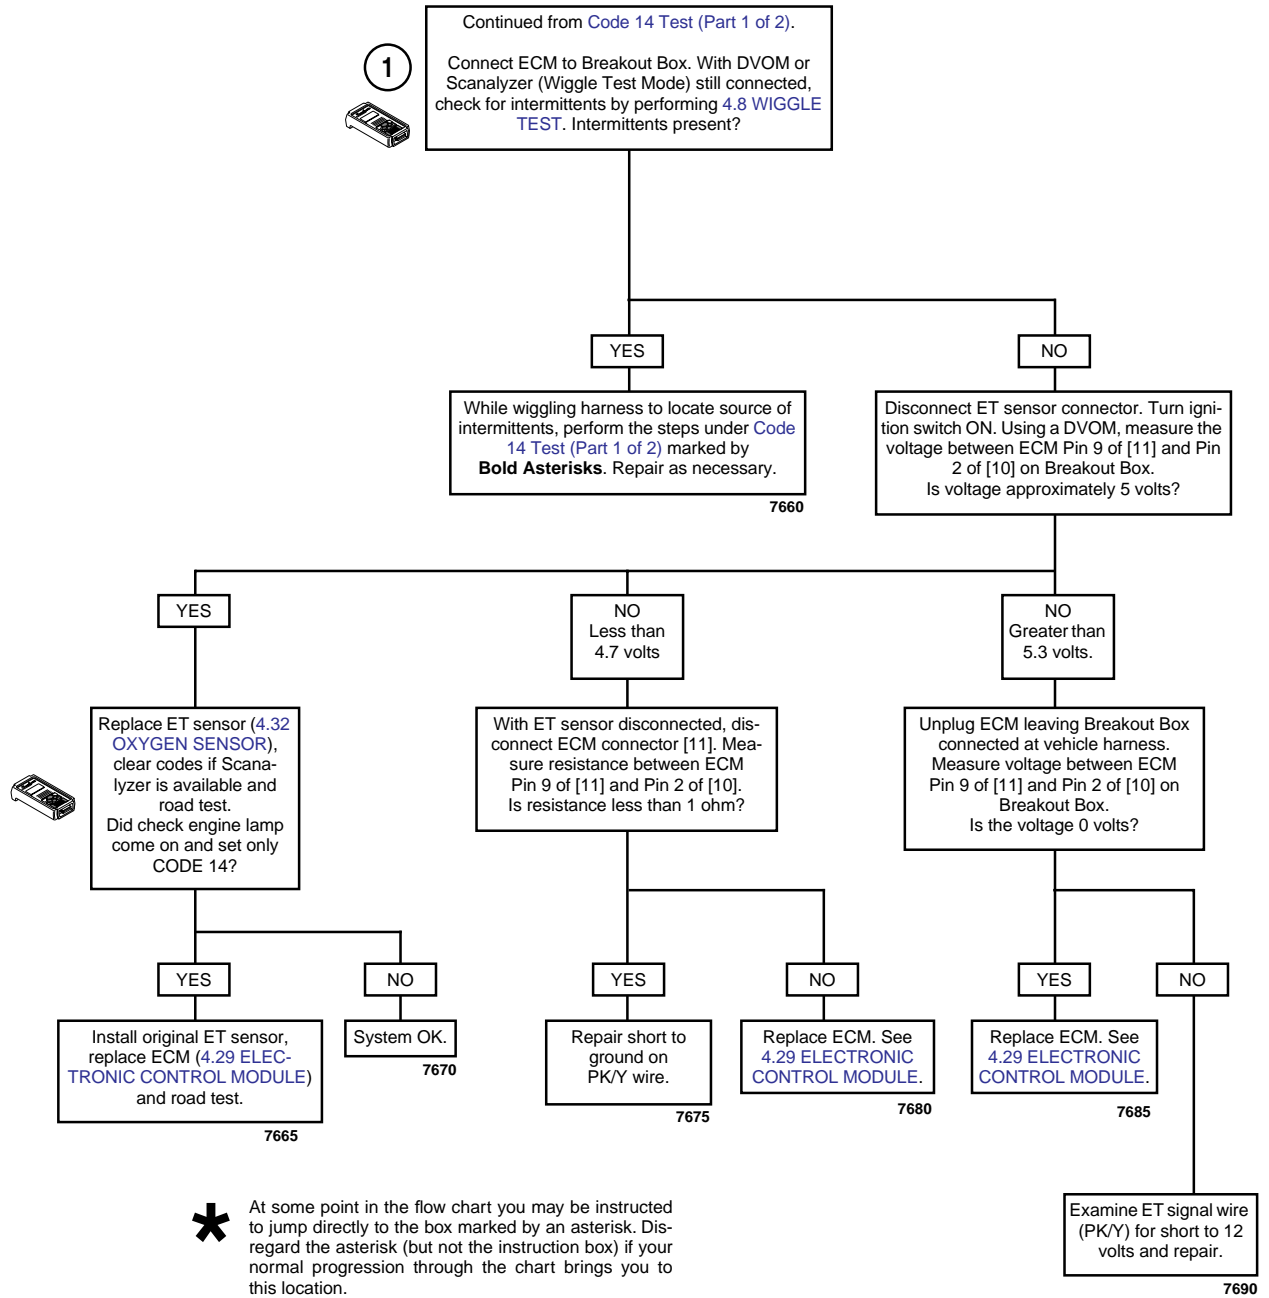 Continued from Code 14 Test (Part 1 of 2).
1
Connect ECM to Breakout Box. With DVOM or
Scanalyzer (Wiggle Test Mode) still connected,
check for intermittents by performing 4.8 WIGGLE
TEST. Intermittents present?
YES
NO
While wiggling harness to locate source of
intermittents, perform the steps under Code
14 Test (Part 1 of 2) marked by
Bold Asterisks. Repair as necessary.
7660
Disconnect ET sensor connector. Turn igni-
tion switch ON. Using a DVOM, measure the
voltage between ECM Pin 9 of [11] and Pin
2 of [10] on Breakout Box.
Is voltage approximately 5 volts?
YES
NO
Less than
4.7 volts
NO
Greater than
5.3 volts.
Replace ET sensor (4.32
OXYGEN SENSOR),
clear codes if Scana-
lyzer is available and
road test.
Did check engine lamp
come on and set only
CODE 14?
With ET sensor disconnected, dis-
connect ECM connector [11]. Mea-
sure resistance between ECM
Pin 9 of [11] and Pin 2 of [10].
Is resistance less than 1 ohm?
Unplug ECM leaving Breakout Box
connected at vehicle harness.
Measure voltage between ECM
Pin 9 of [11] and Pin 2 of [10] on
Breakout Box.
Is the voltage 0 volts?
YES
NO
YES
NO
YES
NO
Install original ET sensor,
replace ECM (4.29 ELEC-
TRONIC CONTROL MODULE)
and road test.
7665
System OK.
7670
Repair short to
ground on
PK/Y wire.
7675
Replace ECM. See
4.29 ELECTRONIC
CONTROL MODULE.
7680
Replace ECM. See
4.29 ELECTRONIC
CONTROL MODULE.
7685
Examine ET signal wire
(PK/Y) for short to 12
volts and repair.
7690
* At some point in the flow chart you may be instructed
to jump directly to the box marked by an asterisk. Dis-
regard the asterisk (but not the instruction box) if your
normal progression through the chart brings you to
this location.